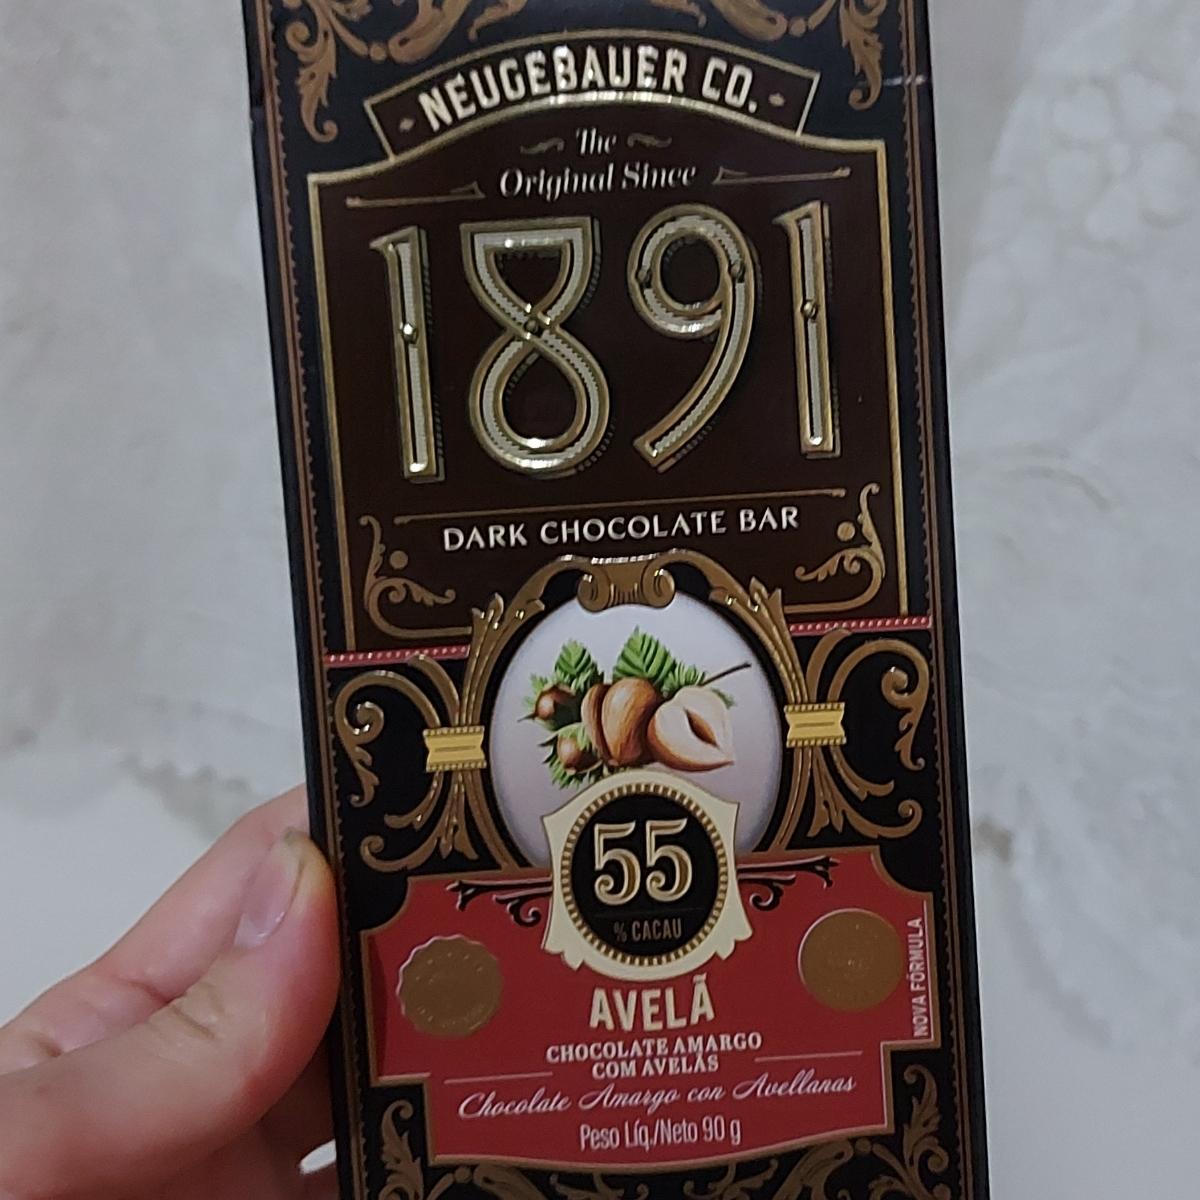 NEUGEBAUER CO.
The
Original Since
1891
DARK CHOCOLATE BAR
55
% CACAU
AVELÃ
CHOCOLATE AMARGO
COM AVELÃS
Chocolate Amargo con Avellanas
Peso Líq./Neto 90 g
NOVA FÓRMULA